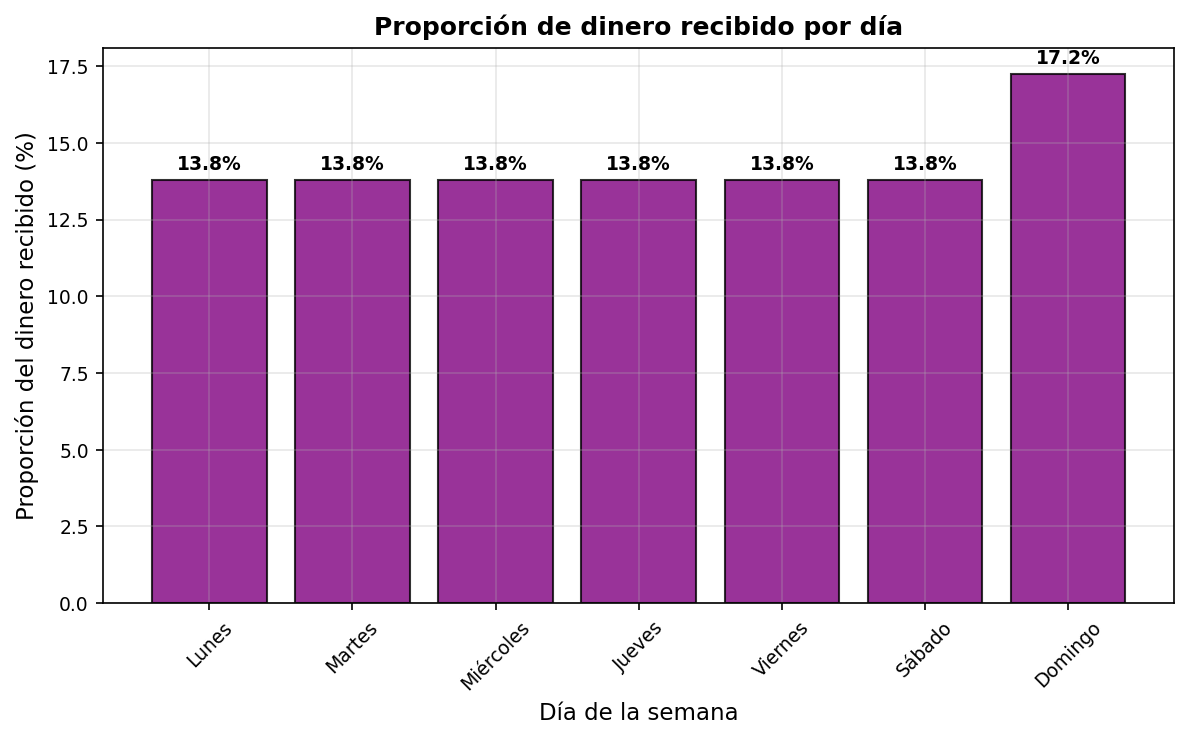 Proporción de dinero recibido por día
Proporción del dinero recibido (%)
17.5
15.0
12.5
10.0
7.5
5.0
2.5
0.0
13.8%
13.8%
13.8%
13.8%
13.8%
13.8%
17.2%
Lunes
Martes
Miércoles
Jueves
Viernes
Sábado
Domingo
Día de la semana